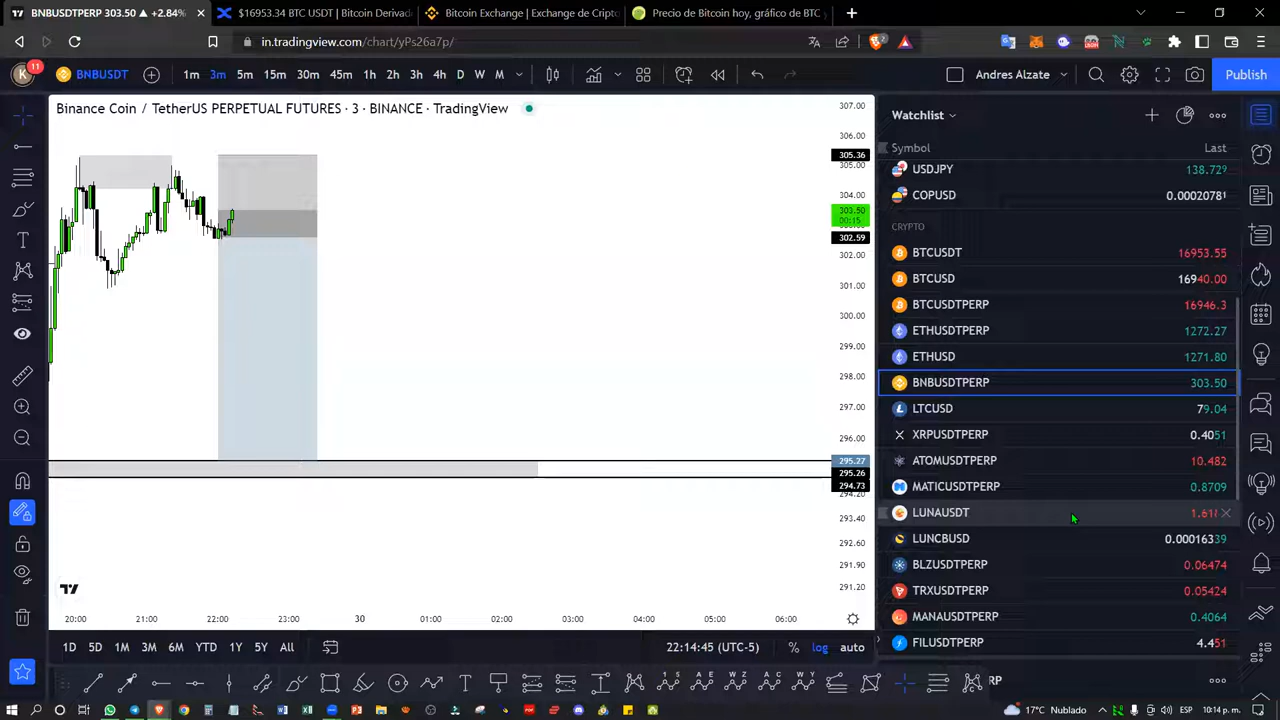 BNBUSDTPERP 303.50 ▲ +2.84%
$16953.34 BTC USDT | Bitcoin Derivad
Bitcoin Exchange | Exchange de Cripto
Precio de Bitcoin hoy, gráfico de BTC y
in.tradingview.com/chart/yPs26a7p/
K 11 BNBUSDT 1m 3m 5m 15m 30m 45m 1h 2h 3h 4h D W M Andres Alzate Publish
Binance Coin / TetherUS PERPETUAL FUTURES · 3 · BINANCE · TradingView
307.00
306.00
305.36
305.00
304.00
303.50
00:15
302.59
302.00
301.00
300.00
299.00
298.00
297.00
296.00
295.27
295.26
294.73
294.20
293.40
292.60
291.90
291.20
20:00 21:00 22:00 23:00 30 01:00 02:00 03:00 04:00 05:00 06:00
1D 5D 1M 3M 6M YTD 1Y 5Y All 22:14:45 (UTC-5) % log auto
Watchlist
Symbol Last
USDJPY 138.729
COPUSD 0.00020781
CRYPTO
BTCUSDT 16953.55
BTCUSD 16940.00
BTCUSDTPERP 16946.3
ETHUSDTPERP 1272.27
ETHUSD 1271.80
BNBUSDTPERP 303.50
LTCUSD 79.04
XRPUSDTPERP 0.4051
ATOMUSDTPERP 10.482
MATICUSDTPERP 0.8709
LUNAUSDT
LUNCBUSD 0.00016339
BLZUSDTPERP 0.06474
TRXUSDTPERP 0.05424
MANAUSDTPERP 0.4064
FILUSDTPERP 4.451
RP
17°C Nublado ESP 10:14 p. m.